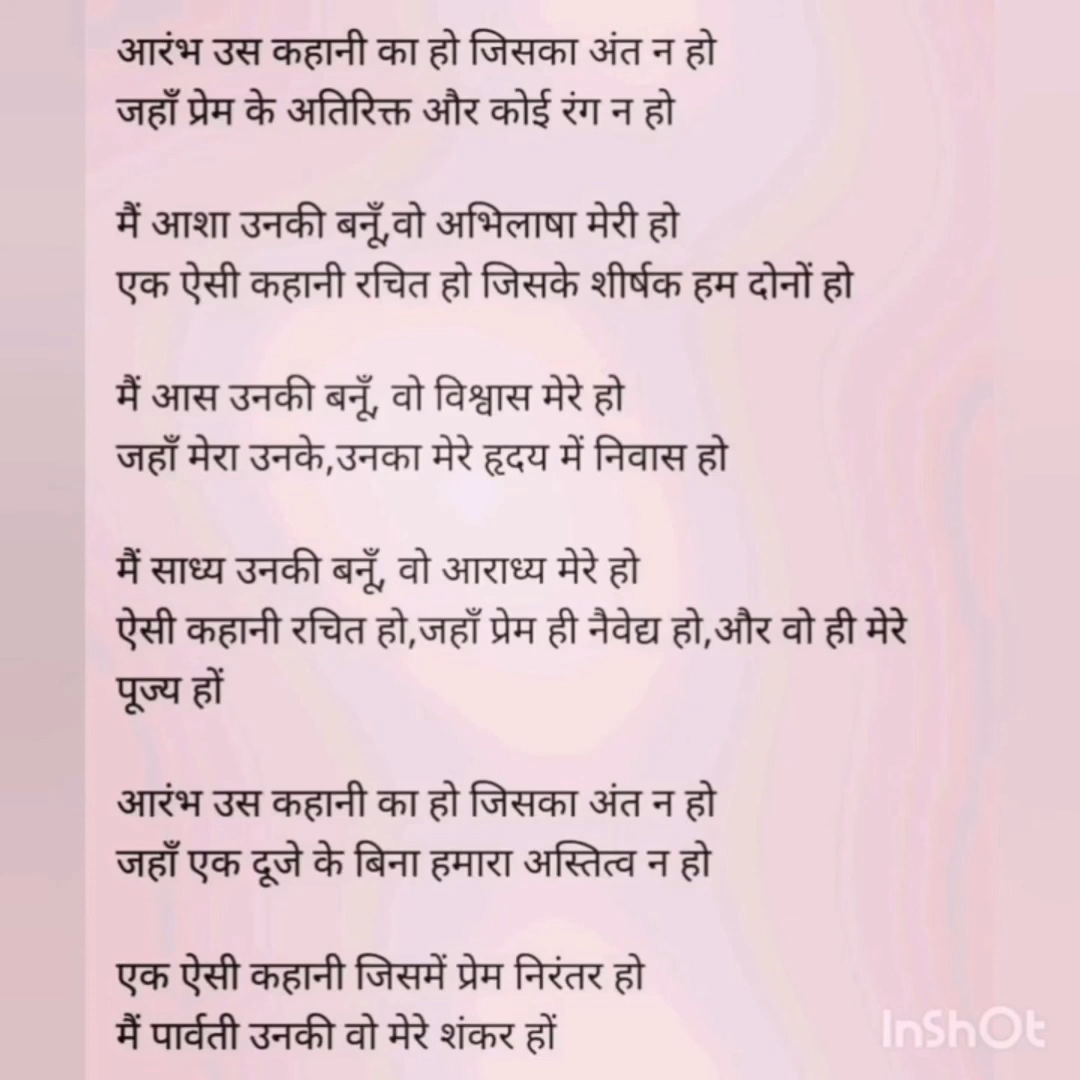 आरंभ उस कहानी का हो जिसका अंत न हो
जहाँ प्रेम के अतिरिक्त और कोई रंग न हो
मैं आशा उनकी बनूँ,वो अभिलाषा मेरी हो
एक ऐसी कहानी रचित हो जिसके शीर्षक हम दोनों हो
मैं आस उनकी बनूँ, वो विश्वास मेरे हो
जहाँ मेरा उनके,उनका मेरे हृदय में निवास हो
मैं साध्य उनकी बनूँ, वो आराध्य मेरे हो
ऐसी कहानी रचित हो,जहाँ प्रेम ही नैवेद्य हो,और वो ही मेरे
पूज्य हों
आरंभ उस कहानी का हो जिसका अंत न हो
जहाँ एक दूजे के बिना हमारा अस्तित्व न हो
एक ऐसी कहानी जिसमें प्रेम निरंतर हो
मैं पार्वती उनकी वो मेरे शंकर हों
InShOt